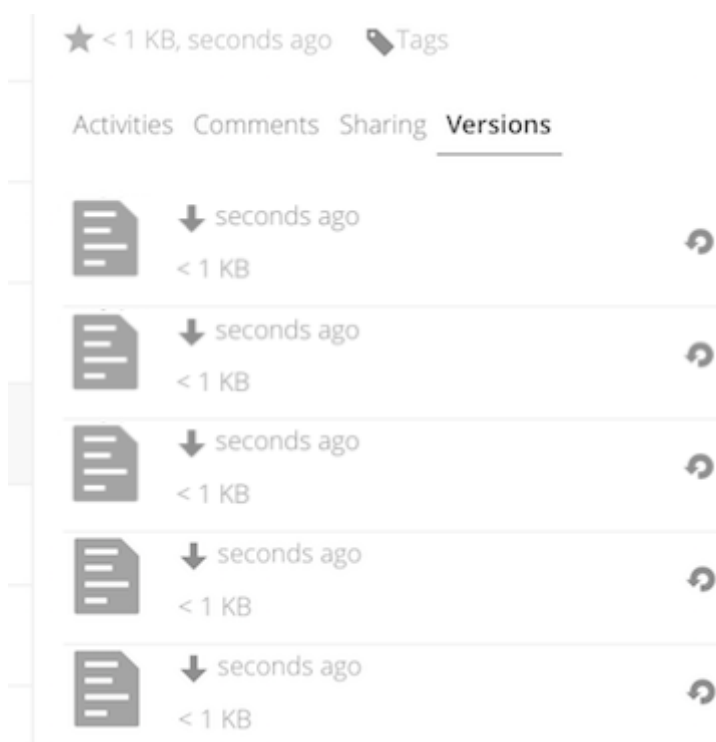 < 1 KB, seconds ago Tags
Activities Comments Sharing Versions
seconds ago
< 1 KB
seconds ago
< 1 KB
seconds ago
< 1 KB
seconds ago
< 1 KB
seconds ago
< 1 KB